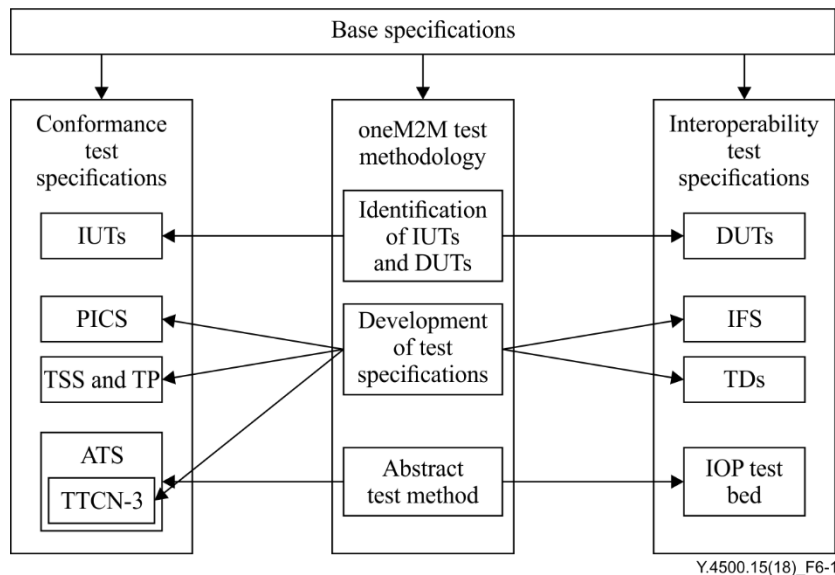 Base specifications
Conformance
test
specifications
IUTs
PICS
TSS and TP
ATS
TTCN-3
oneM2M test
methodology
Identification
of IUTs
and DUTs
Development
of test
specifications
Abstract
test method
Interoperability
test
specifications
DUTs
IFS
TDs
IOP test
bed
Y.4500.15(18)_F6-1